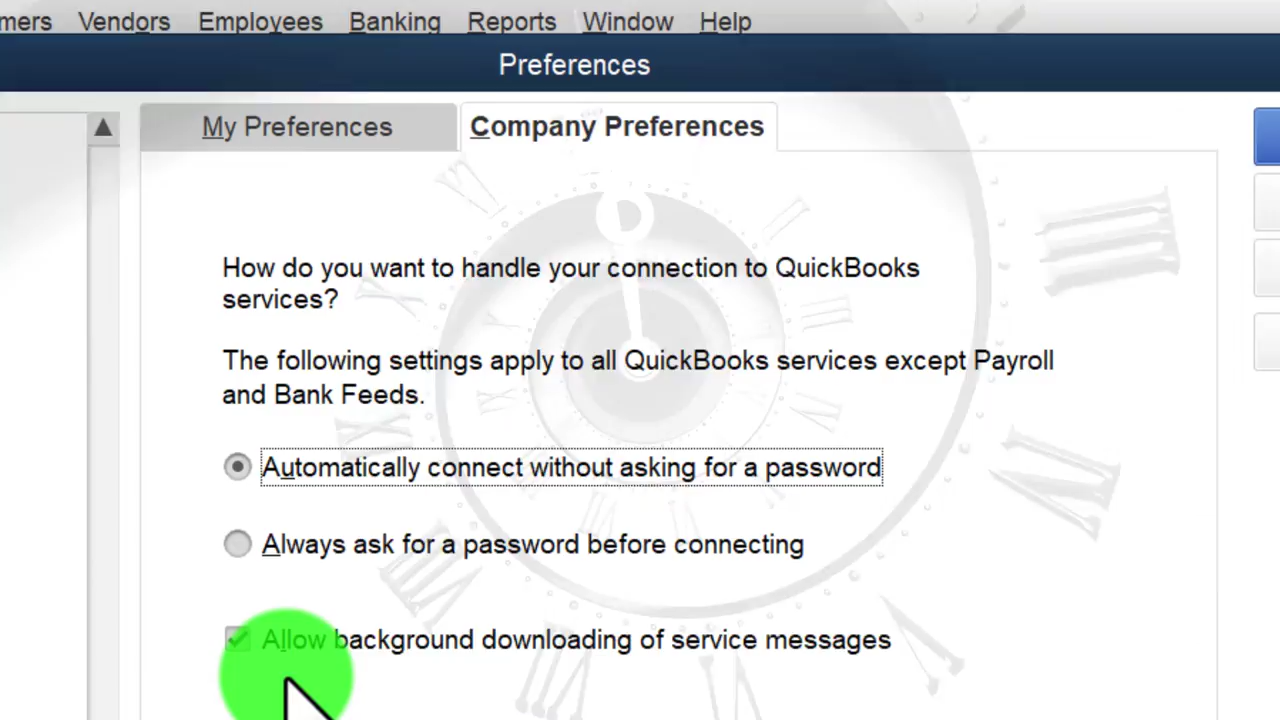 mers Vendors Employees Banking Reports Window Help
Preferences
My Preferences Company Preferences
How do you want to handle your connection to QuickBooks
services?
The following settings apply to all QuickBooks services except Payroll
and Bank Feeds.
Automatically connect without asking for a password
Always ask for a password before connecting
Allow background downloading of service messages